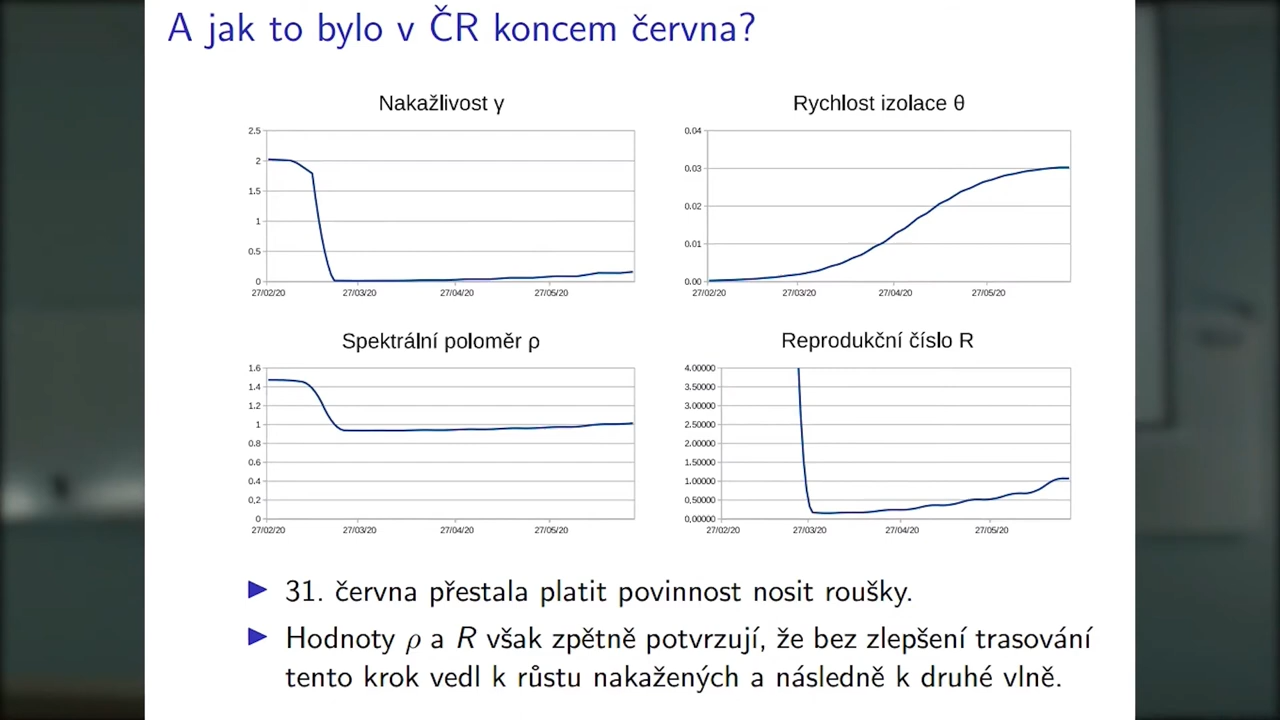 A jak to bylo v ČR koncem června?
Nakažlivost γ
2.5
2
1.5
1
0.5
0
27/02/20 27/03/20 27/04/20 27/05/20
Rychlost izolace θ
0.04
0.03
0.02
0.01
0.00
27/02/20 27/03/20 27/04/20 27/05/20
Spektrální poloměr ρ
1.6
1.4
1.2
1
0.8
0.6
0.4
0.2
0
27/02/20 27/03/20 27/04/20 27/05/20
Reprodukční číslo R
4.00000
3.50000
3.00000
2.50000
2.00000
1.50000
1.00000
0,50000
0,00000
27/02/20 27/03/20 27/04/20 27/05/20
31. června přestala platit povinnost nosit roušky.
Hodnoty ρ a R však zpětně potvrzují, že bez zlepšení trasování
tento krok vedl k růstu nakažených a následně k druhé vlně.